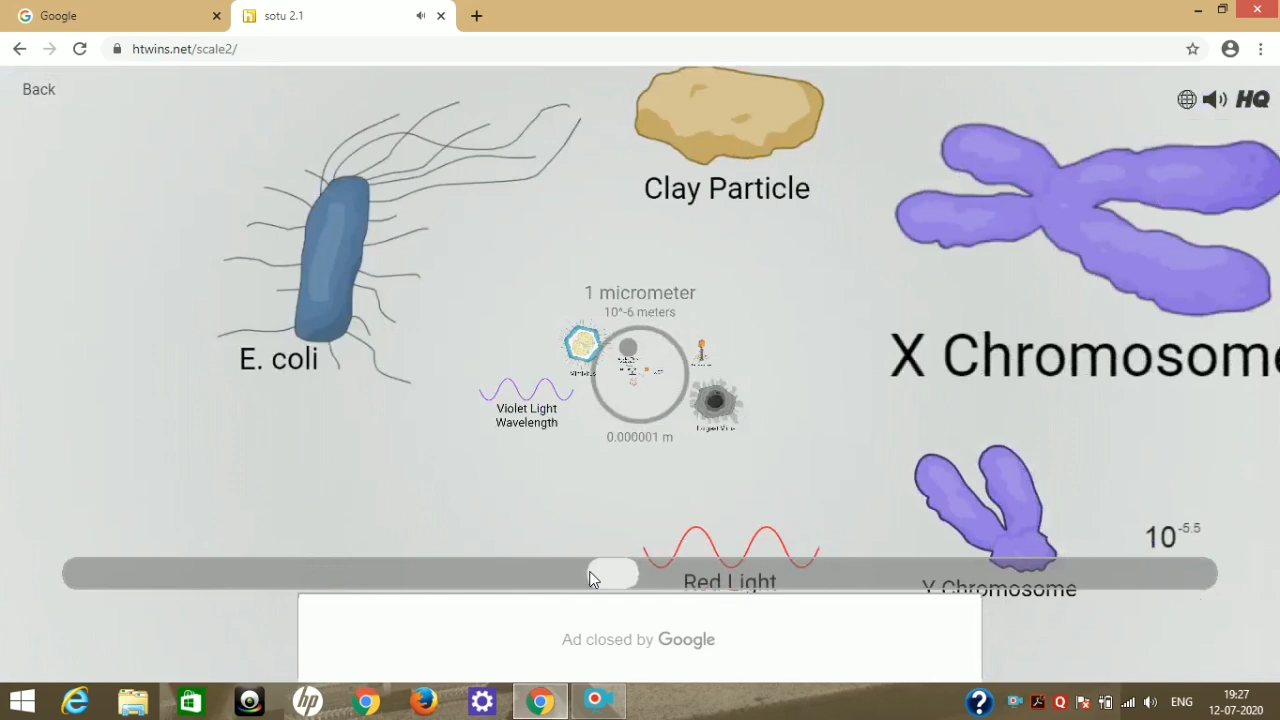 Google
sotu 2.1
htwins.net/scale2/
Back
HQ
Clay Particle
1 micrometer
10^-6 meters
E. coli
X Chromosome
Violet Light
Wavelength
0.000001 m
10^-5.5
Red Light
Y Chromosome
Ad closed by Google
hp
ENG
19:27
12-07-2020